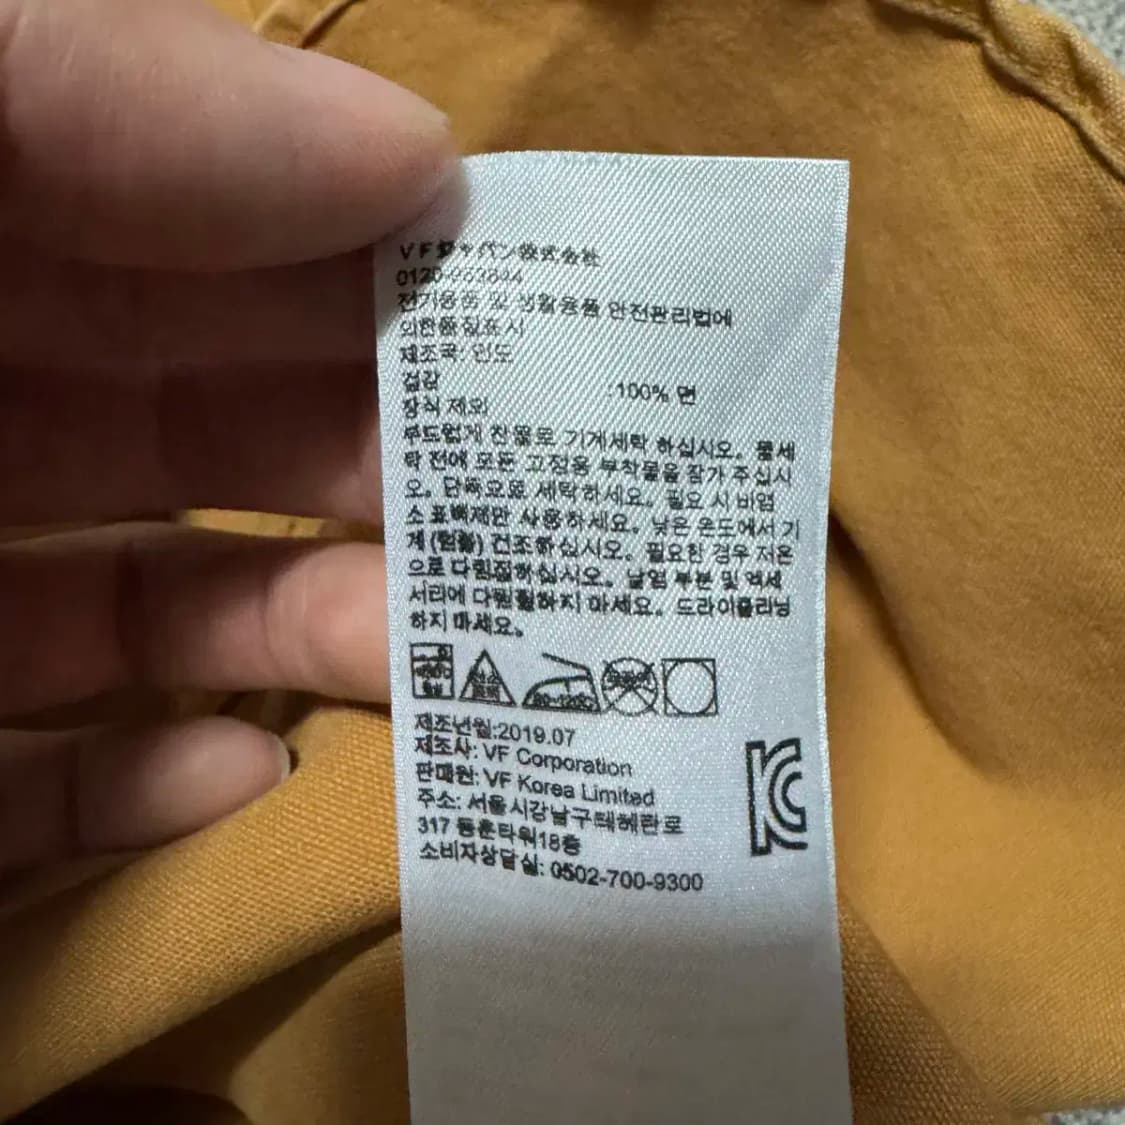 VFジャパン株式会社
0120-953844
전기용품 및 생활용품 안전관리법에
의한품질표시
제조국: 인도
겉감 :100% 면
장식 제외
부드럽게 찬물로 기계세탁 하십시오. 물세
탁 전에 모든 고정용 부착물을 잠가 주십시
오. 단독으로 세탁하세요. 필요 시 비염
소 표백제만 사용하세요. 낮은 온도에서 기
계 (텀블) 건조하십시오. 필요한 경우 저온
으로 다림질하십시오. 날염 부분 및 액세
서리에 다림질하지 마세요. 드라이클리닝
하지 마세요.
제조년월:2019.07
제조사: VF Corporation
판매원: VF Korea Limited
주소: 서울시강남구테헤란로
317 동훈타워18층
소비자상담실: 0502-700-9300